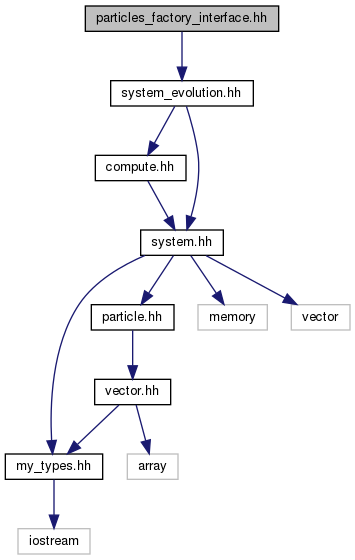 particles_factory_interface.hh
system_evolution.hh
compute.hh
system.hh
particle.hh
memory
vector
vector.hh
my_types.hh
array
iostream